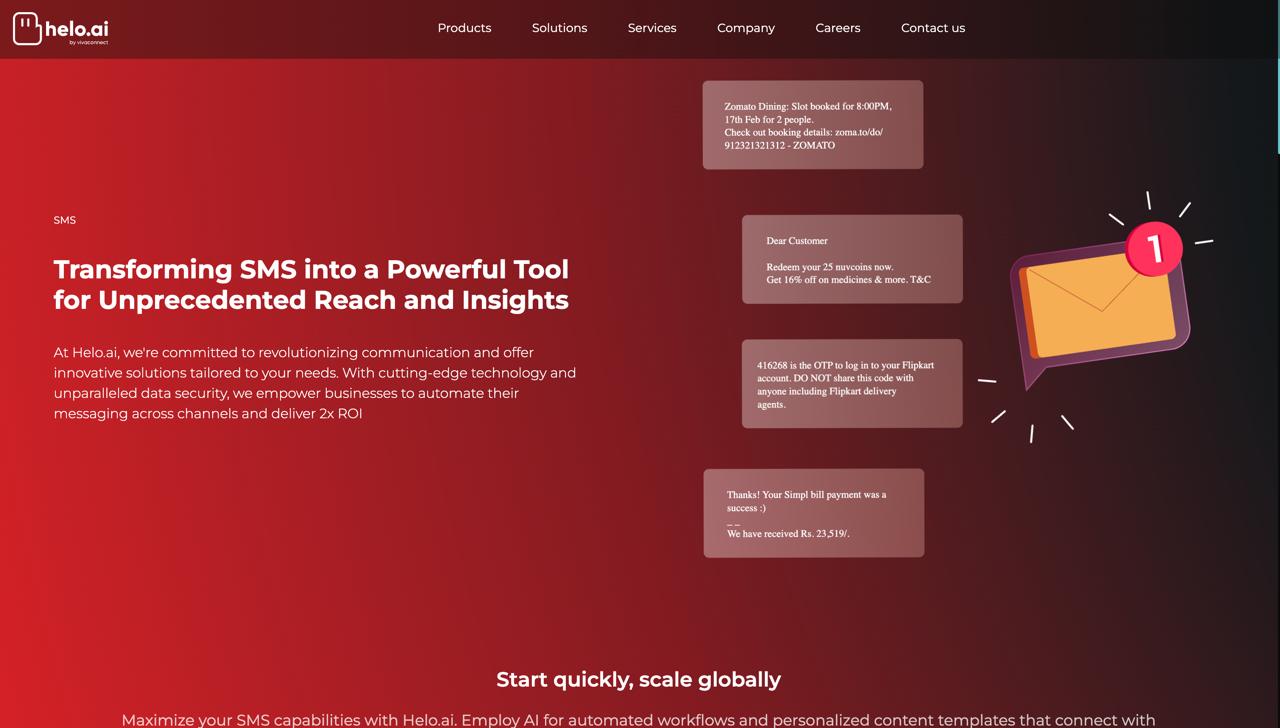 helo.ai
by vivaconnect
Products
Solutions
Services
Company
Careers
Contact us
SMS
Transforming SMS into a Powerful Tool
for Unprecedented Reach and Insights
At Helo.ai, we're committed to revolutionizing communication and offer
innovative solutions tailored to your needs. With cutting-edge technology and
unparalleled data security, we empower businesses to automate their
messaging across channels and deliver 2x ROI
Zomato Dining: Slot booked for 8:00PM,
17th Feb for 2 people.
Check out booking details: zoma.to/do/
912321321312 - ZOMATO
Dear Customer
Redeem your 25 nuvcoins now.
Get 16% off on medicines & more. T&C
416268 is the OTP to log in to your Flipkart
account. DO NOT share this code with
anyone including Flipkart delivery
agents.
Thanks! Your Simpl bill payment was a
success :)
_ _
We have received Rs. 23,519/.
1
Start quickly, scale globally
Maximize your SMS capabilities with Helo.ai. Employ AI for automated workflows and personalized content templates that connect with